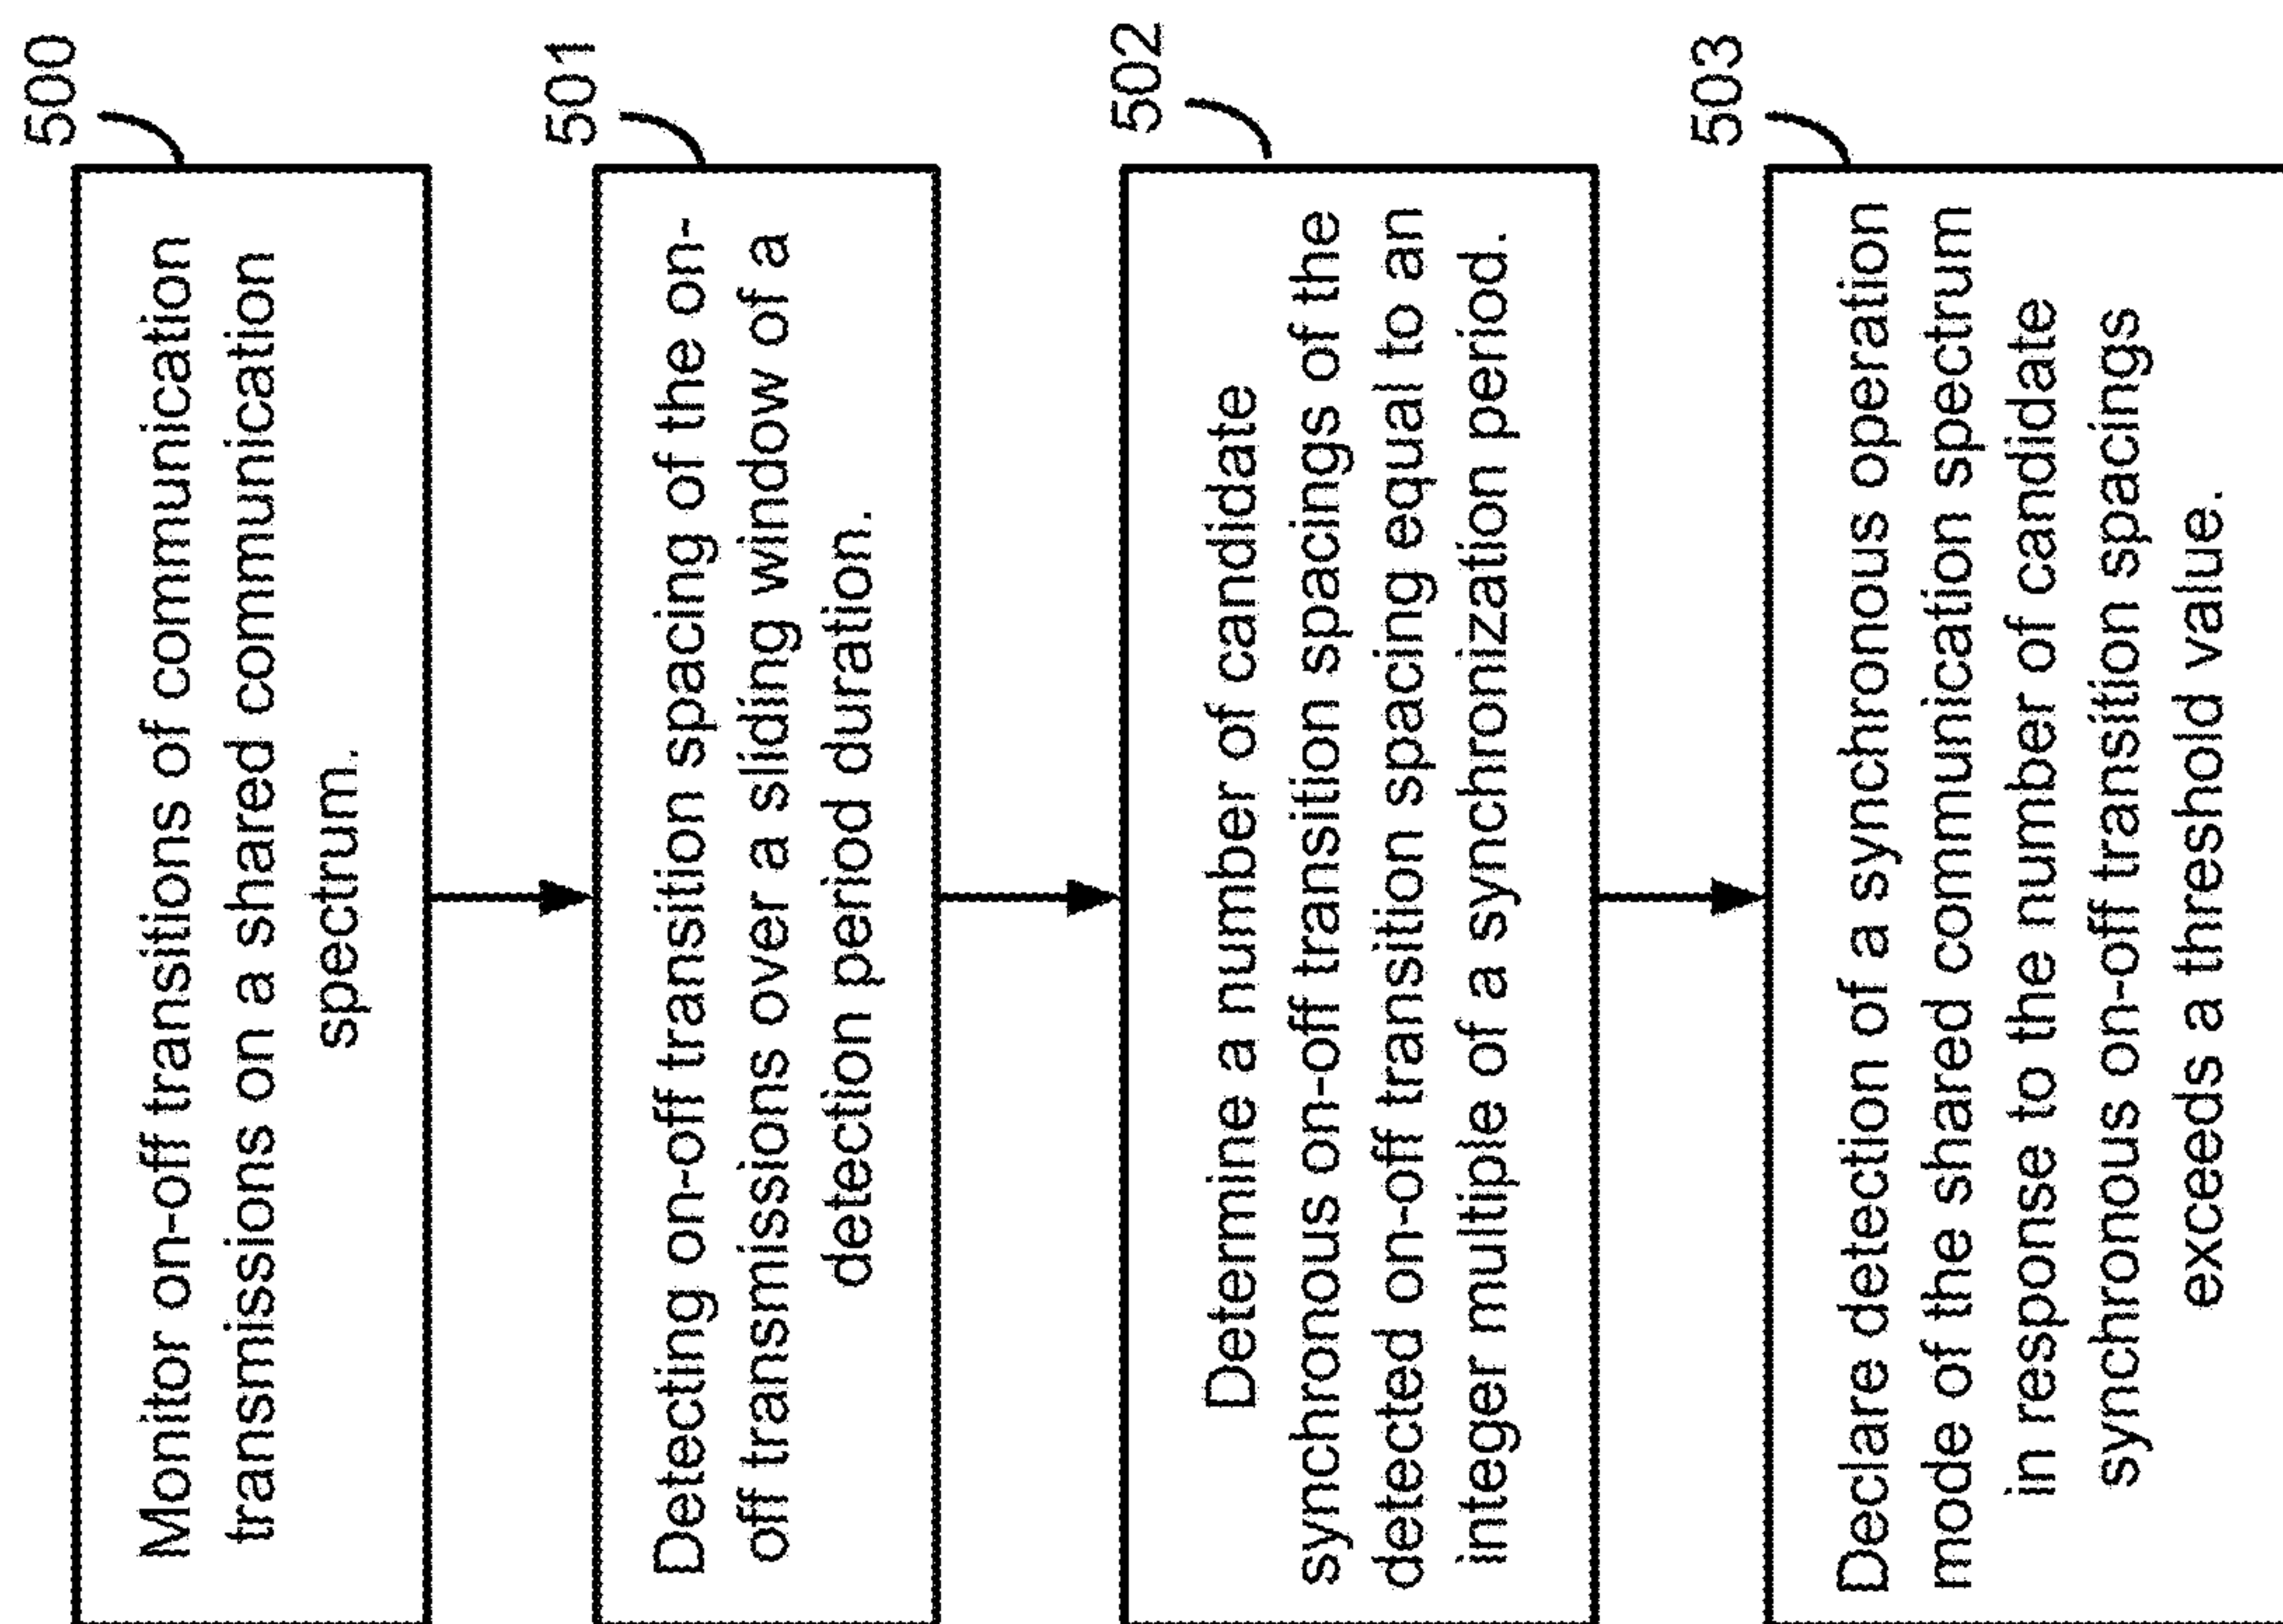 500
Monitor on-off transitions of communication
transmissions on a shared communication
spectrum.
501
Detecting on-off transition spacing of the on-
off transmissions over a sliding window of a
detection period duration.
502
Determine a number of candidate
synchronous on-off transition spacings of the
detected on-off transition spacing equal to an
integer multiple of a synchronization period.
503
Declare detection of a synchronous operation
mode of the shared communication spectrum
in response to the number of candidate
synchronous on-off transition spacings
exceeds a threshold value.